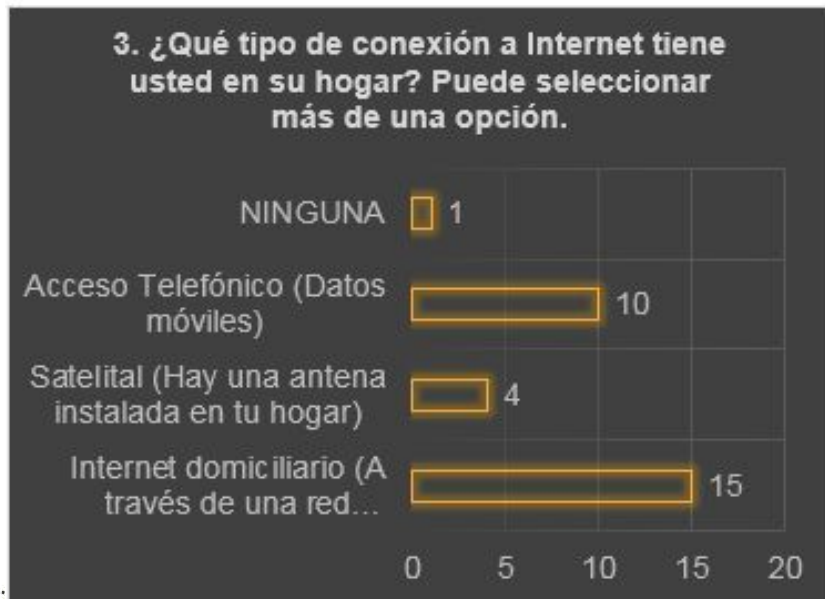 3. ¿Qué tipo de conexión a Internet tiene
usted en su hogar? Puede seleccionar
más de una opción.
NINGUNA
1
Acceso Telefónico (Datos
móviles)
10
Satelital (Hay una antena
instalada en tu hogar)
4
Internet domiciliario (A
través de una red...
15
0 5 10 15 20
.